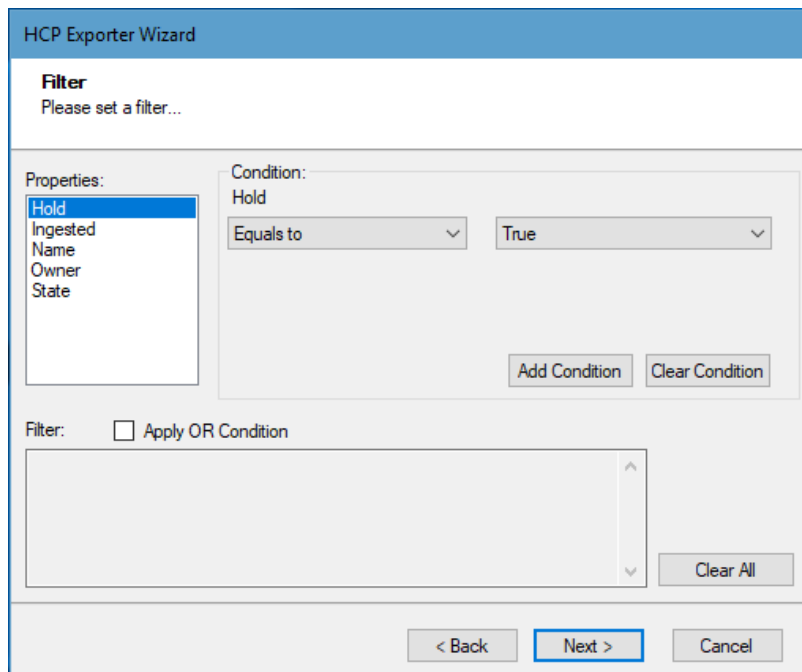 HCP Exporter Wizard
Filter
Please set a filter...
Properties:
Hold
Ingested
Name
Owner
State
Condition:
Hold
Equals to True
Add Condition Clear Condition
Filter: Apply OR Condition
Clear All
< Back Next > Cancel